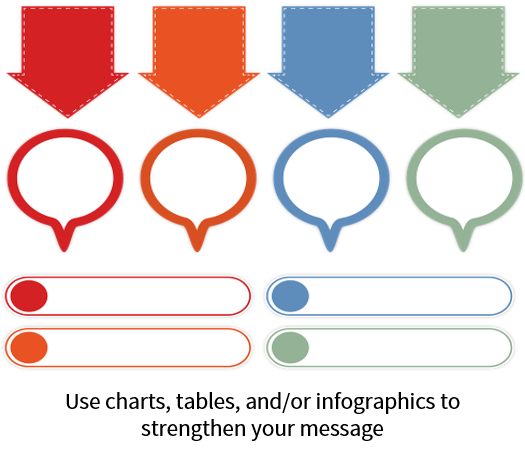 Use charts, tables, and/or infographics to
strengthen your message